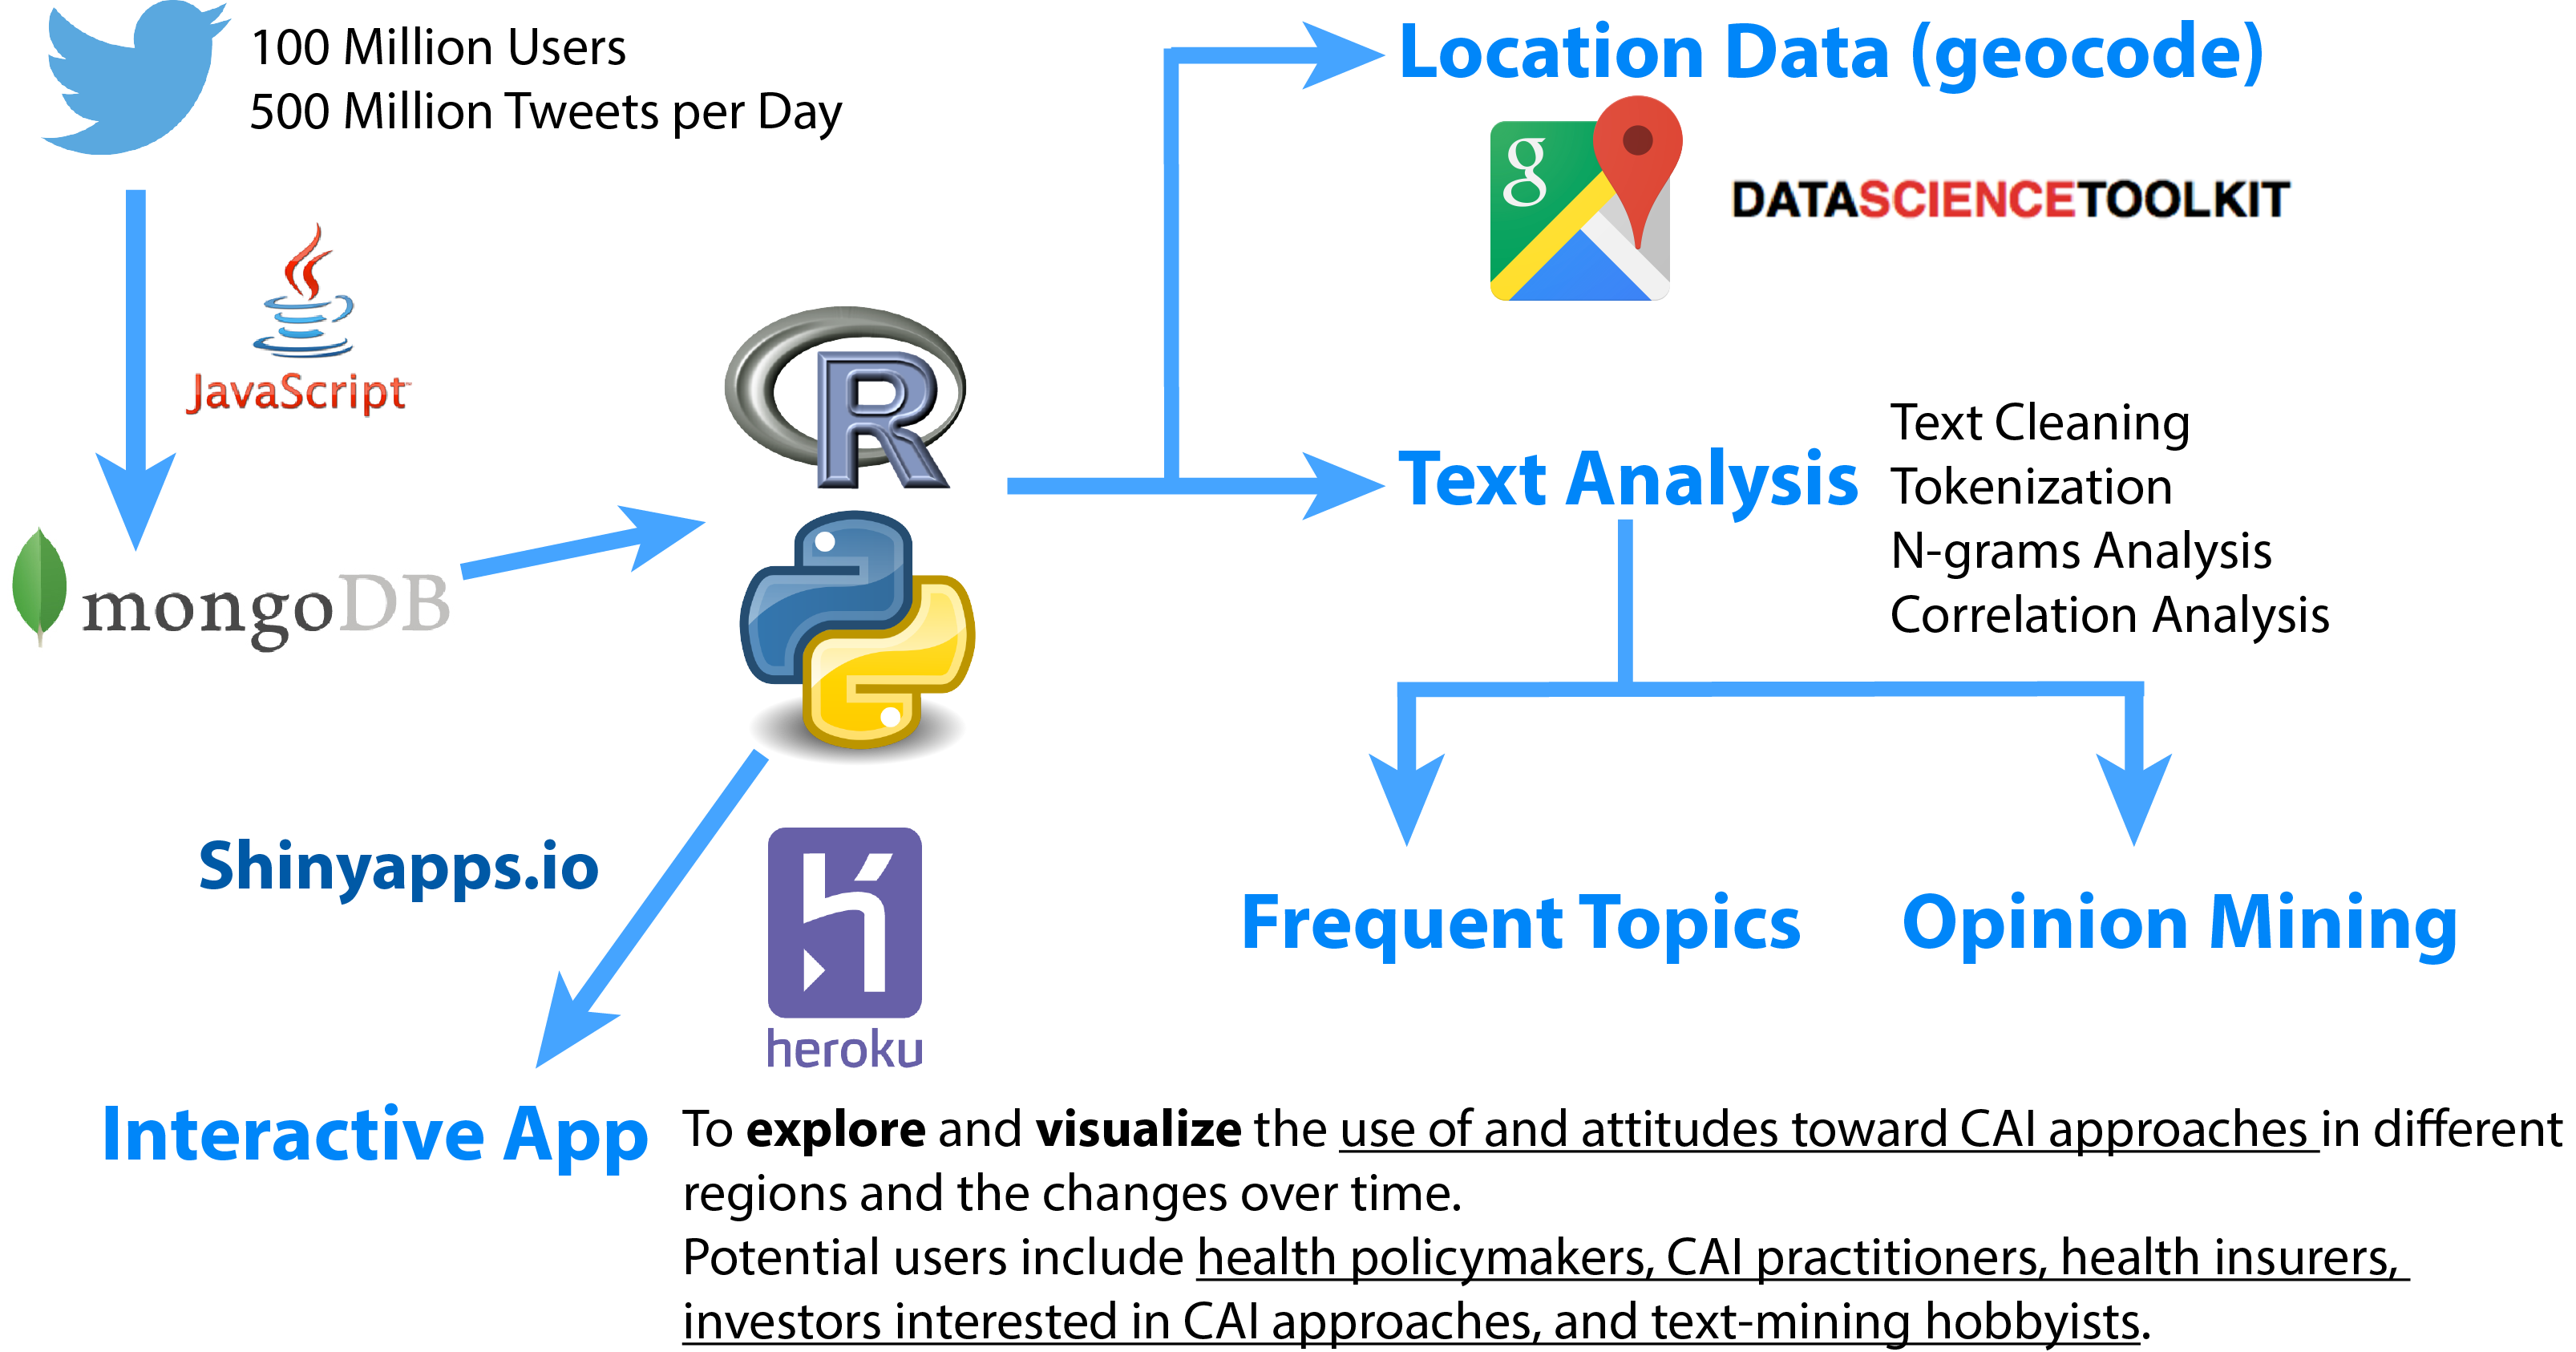 100 Million Users
500 Million Tweets per Day
JavaScript
mongoDB
R
Location Data (geocode)
g
DATASCIENCETOOLKIT
Text Analysis
Text Cleaning
Tokenization
N-grams Analysis
Correlation Analysis
Frequent Topics
Opinion Mining
Shinyapps.io
heroku
Interactive App
To explore and visualize the use of and attitudes toward CAI approaches in different
regions and the changes over time.
Potential users include health policymakers, CAI practitioners, health insurers,
investors interested in CAI approaches, and text-mining hobbyists.